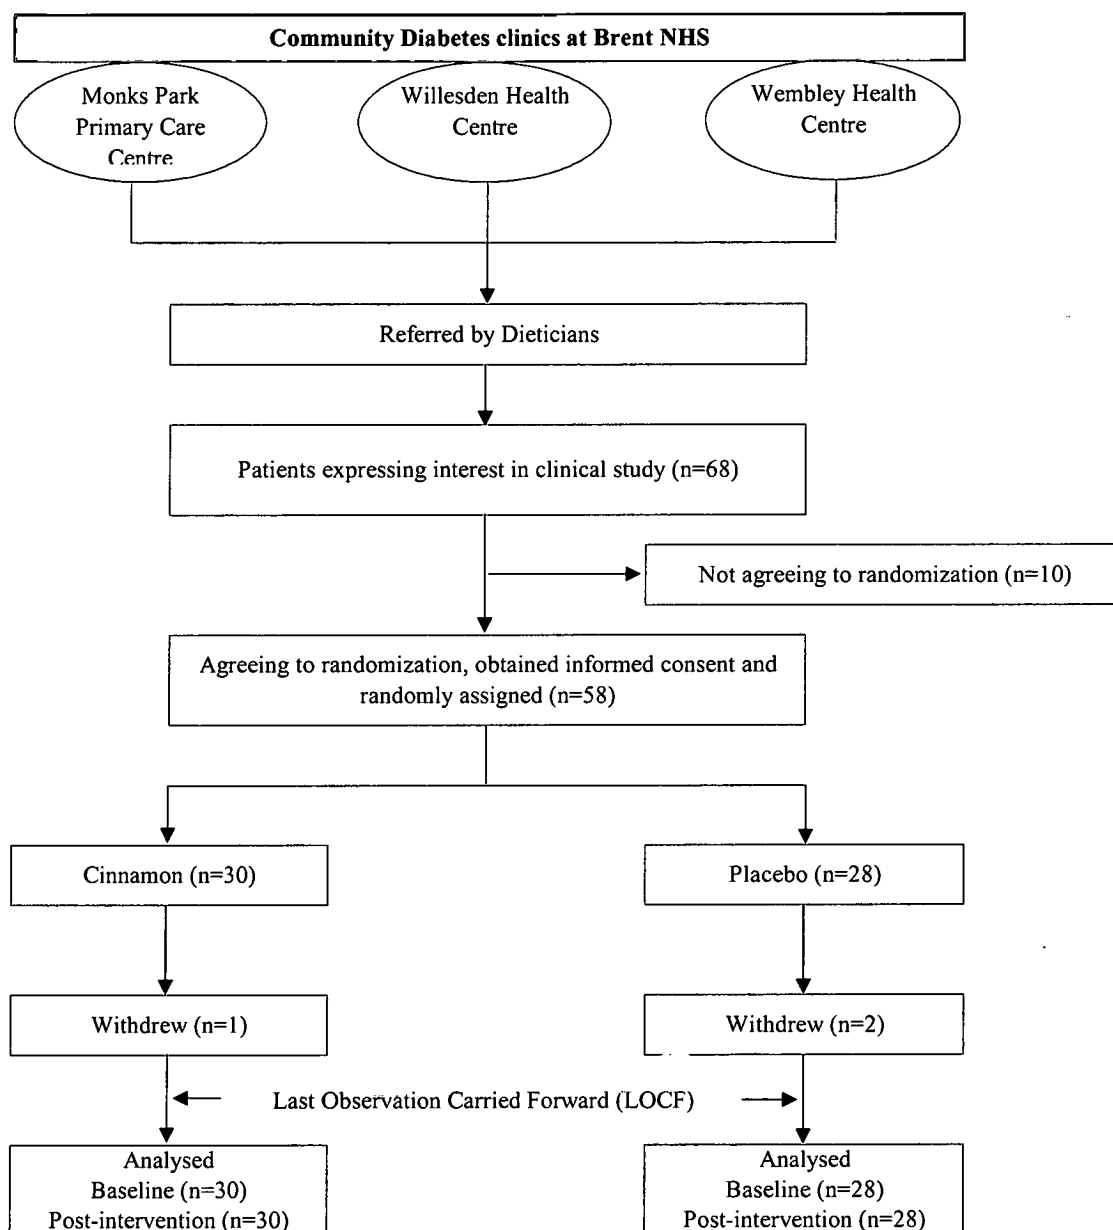 Community Diabetes clinics at Brent NHS
Monks Park
Primary Care
Centre
Willesden Health
Centre
Wembley Health
Centre
Referred by Dieticians
Patients expressing interest in clinical study (n=68)
Not agreeing to randomization (n=10)
Agreeing to randomization, obtained informed consent and
randomly assigned (n=58)
Cinnamon (n=30)
Placebo (n=28)
Withdrew (n=1)
Withdrew (n=2)
Last Observation Carried Forward (LOCF)
Analysed
Baseline (n=30)
Post-intervention (n=30)
Analysed
Baseline (n=28)
Post-intervention (n=28)